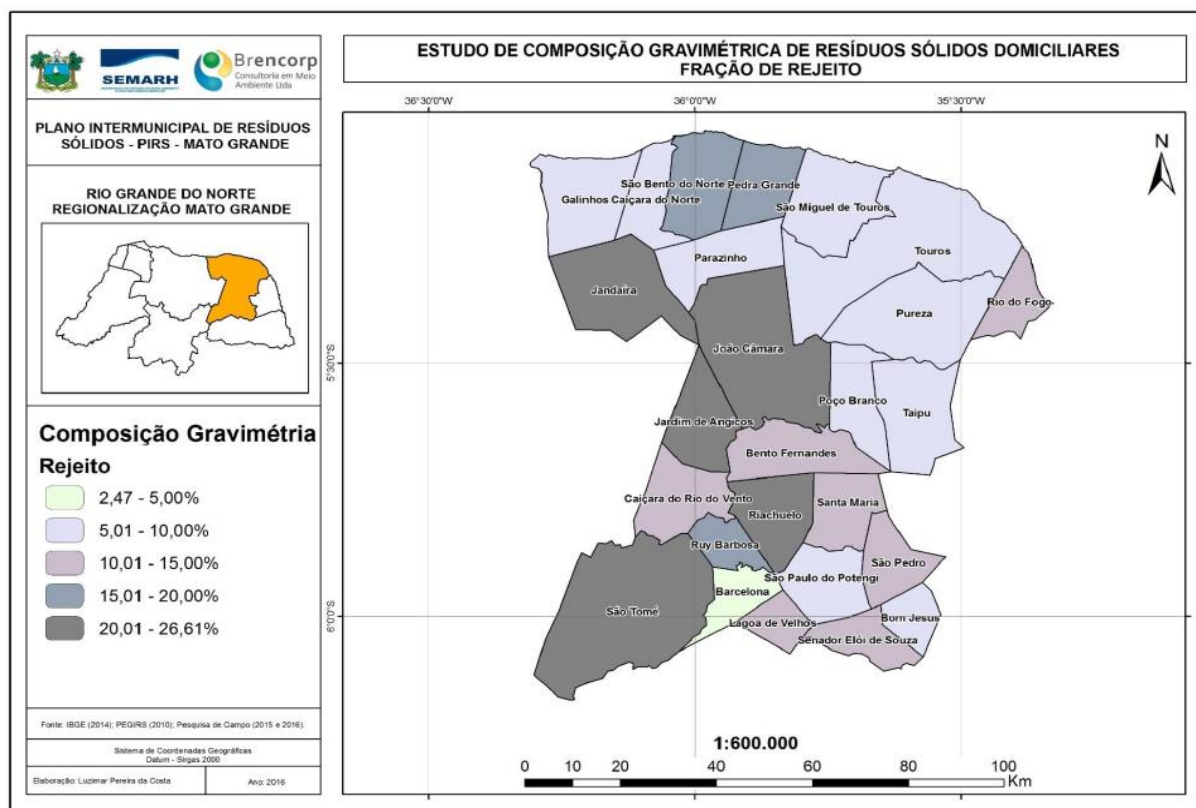 SEMARH
Brencorp
Consultoria em Meio
Ambiente Ltda
PLANO INTERMUNICIPAL DE RESÍDUOS
SÓLIDOS - PIRS - MATO GRANDE
RIO GRANDE DO NORTE
REGIONALIZAÇÃO MATO GRANDE
Composição Gravimétria
Rejeito
2,47 - 5,00%
5,01 - 10,00%
10,01 - 15,00%
15,01 - 20,00%
20,01 - 26,61%
Fonte: IBGE (2014); PEGIRS (2010); Pesquisa de Campo (2015 e 2016).
Sistema de Coordenadas Geográficas
Datum - Sirgas 2000
Elaboração: Luzimar Pereira da Costa
Ano: 2016
ESTUDO DE COMPOSIÇÃO GRAVIMÉTRICA DE RESÍDUOS SÓLIDOS DOMICILIARES
FRAÇÃO DE REJEITO
36°30'0"W
36°0'0"W
35°30'0"W
N
São Bento do Norte
Pedra Grande
Galinhos
Caiçara do Norte
São Miguel de Touros
Touros
Parazinho
Jandaíra
Rio do Fogo
Pureza
João Câmara
5°30'0"S
Poço Branco
Taipu
Jardim de Angicos
Bento Fernandes
Caiçara do Rio do Vento
Santa Maria
Riachuelo
Ruy Barbosa
São Pedro
São Paulo do Potengi
Barcelona
São Tomé
6°0'0"S
Lagoa de Velhos
Bom Jesus
Senador Elói de Souza
1:600.000
0 10 20 40 60 80 100
Km